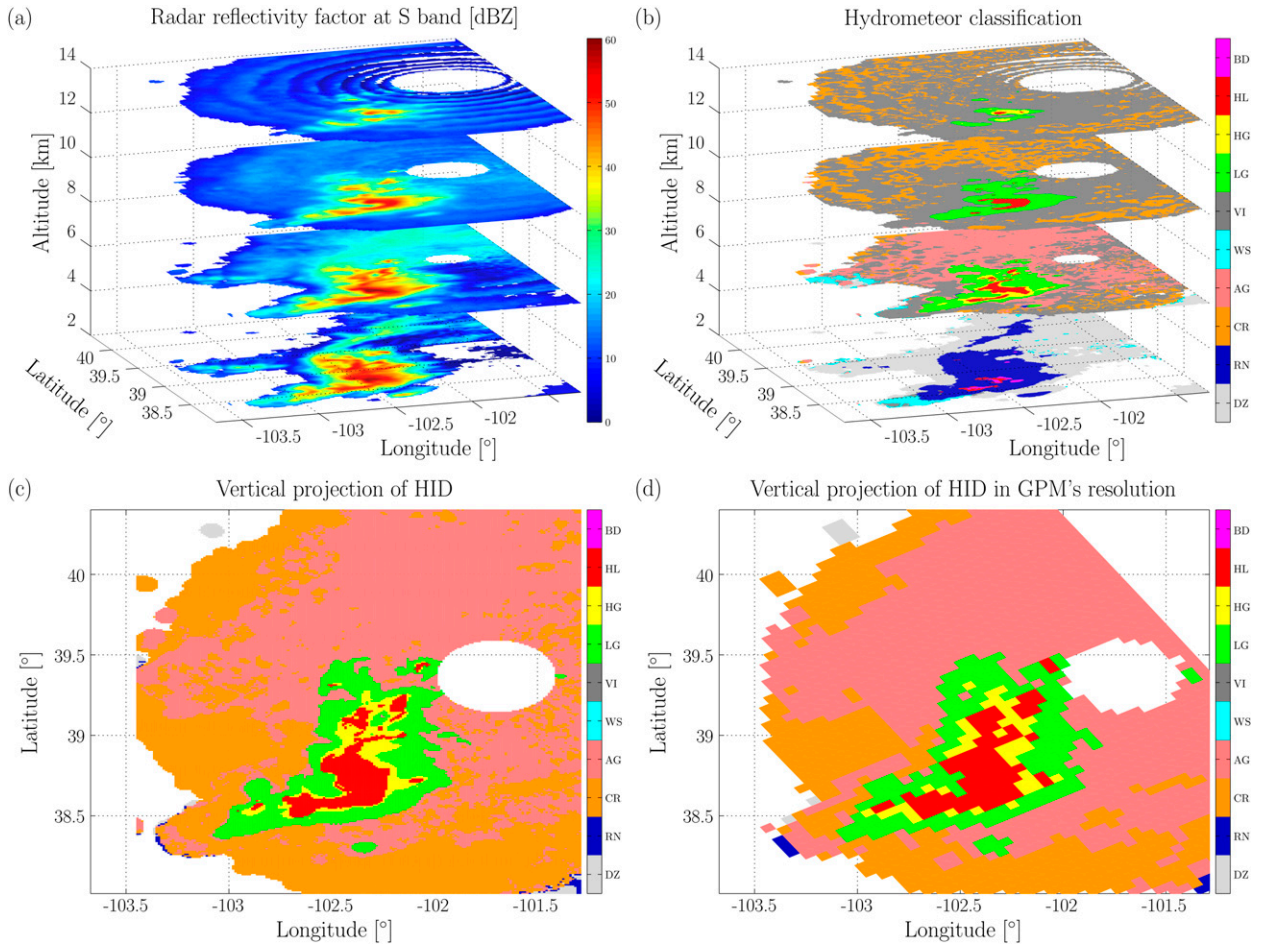 (a) Radar reflectivity factor at S band [dBZ]
14
12
10
8
6
4
2
Altitude [km]
40
39.5
39
38.5
Latitude [°]
-103.5
-103
-102.5
-102
Longitude [°]
60
50
40
30
20
10
0
(b) Hydrometeor classification
14
12
10
8
6
4
2
Altitude [km]
40
39.5
39
38.5
Latitude [°]
-103.5
-103
-102.5
-102
Longitude [°]
BD
HL
HG
LG
VI
WS
AG
CR
RN
DZ
(c) Vertical projection of HID
40
39.5
39
38.5
Latitude [°]
-103.5
-103
-102.5
-102
-101.5
Longitude [°]
BD
HL
HG
LG
VI
WS
AG
CR
RN
DZ
(d) Vertical projection of HID in GPM's resolution
40
39.5
39
38.5
Latitude [°]
-103.5
-103
-102.5
-102
-101.5
Longitude [°]
BD
HL
HG
LG
VI
WS
AG
CR
RN
DZ